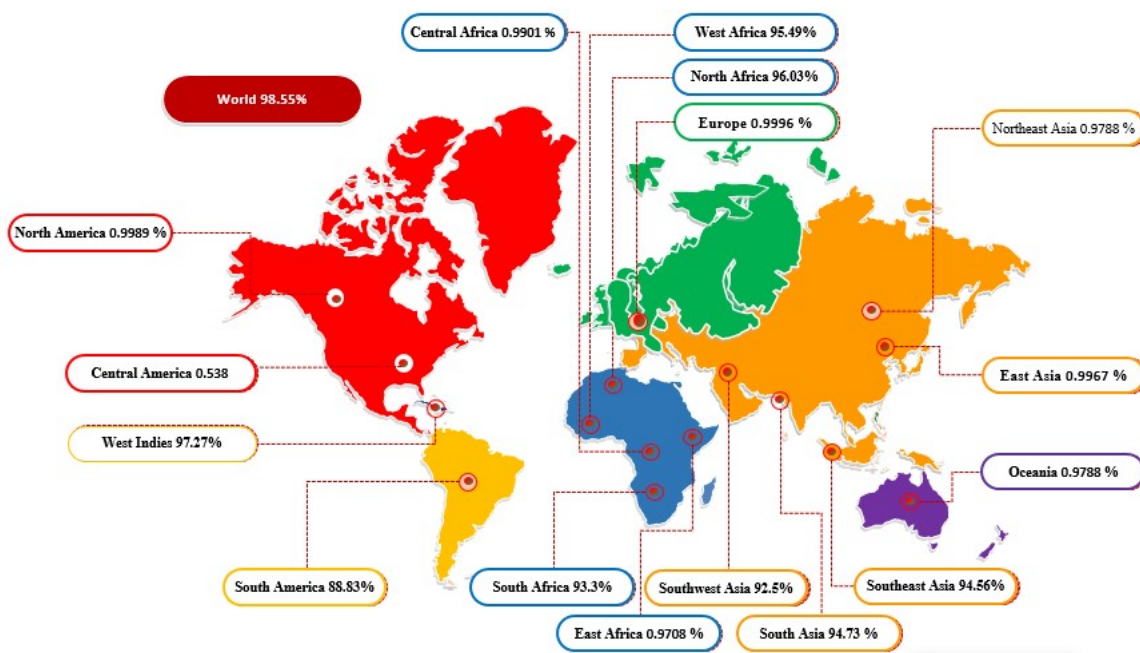 Central Africa 0.9901 %
West Africa 95.49%
North Africa 96.03%
World 98.55%
Europe 0.9996 %
Northeast Asia 0.9788 %
North America 0.9989 %
Central America 0.538
East Asia 0.9967 %
West Indies 97.27%
Oceania 0.9788 %
South America 88.83%
South Africa 93.3%
Southwest Asia 92.5%
Southeast Asia 94.56%
East Africa 0.9708 %
South Asia 94.73 %